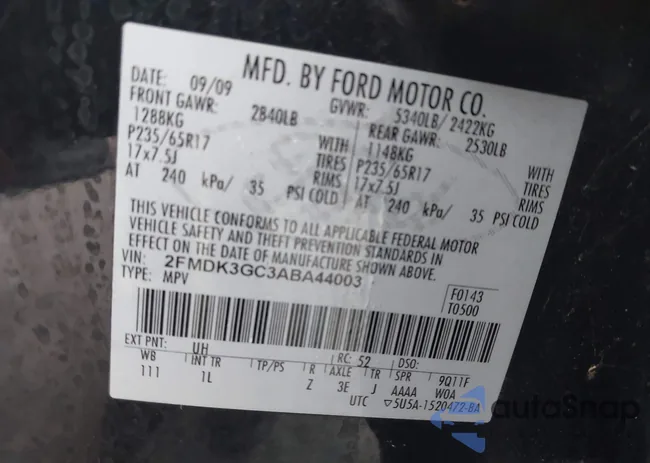 MFD. BY FORD MOTOR CO.
DATE: 09/09 GVWR: 5340LB/ 2422KG
FRONT GAWR: 2840LB REAR GAWR: 2530LB
1288KG WITH 1148KG WITH
P235/65R17 TIRES P235/65R17 TIRES
17x7.5J RIMS 17x7.5J RIMS
AT 240 kPa/ 35 PSI COLD AT 240 kPa/ 35 PSI COLD
THIS VEHICLE CONFORMS TO ALL APPLICABLE FEDERAL MOTOR
VEHICLE SAFETY AND THEFT PREVENTION STANDARDS IN
EFFECT ON THE DATE OF MANUFACTURE SHOWN ABOVE.
VIN: 2FMDK3GC3ABA44003
TYPE: MPV
F0143
T0500
EXT PNT: UH RC: 52 DSO:
WB INT TR TP/PS R AXLE TR SPR 9Q11F
111 1L Z 3E J AAAA W0A
UTC ▽5U5A-1520472-BA
autoSnap